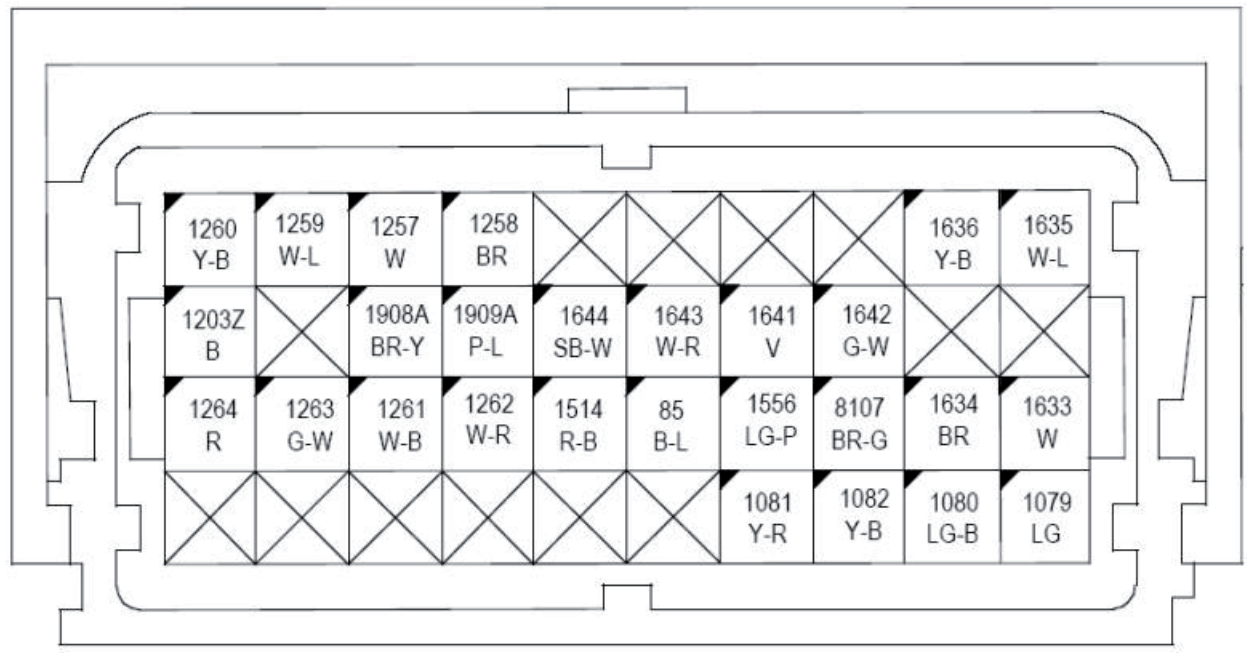 1260
Y-B
1259
W-L
1257
W
1258
BR
1636
Y-B
1635
W-L
1203Z
B
1908A
BR-Y
1909A
P-L
1644
SB-W
1643
W-R
1641
V
1642
G-W
1264
R
1263
G-W
1261
W-B
1262
W-R
1514
R-B
85
B-L
1556
LG-P
8107
BR-G
1634
BR
1633
W
1081
Y-R
1082
Y-B
1080
LG-B
1079
LG